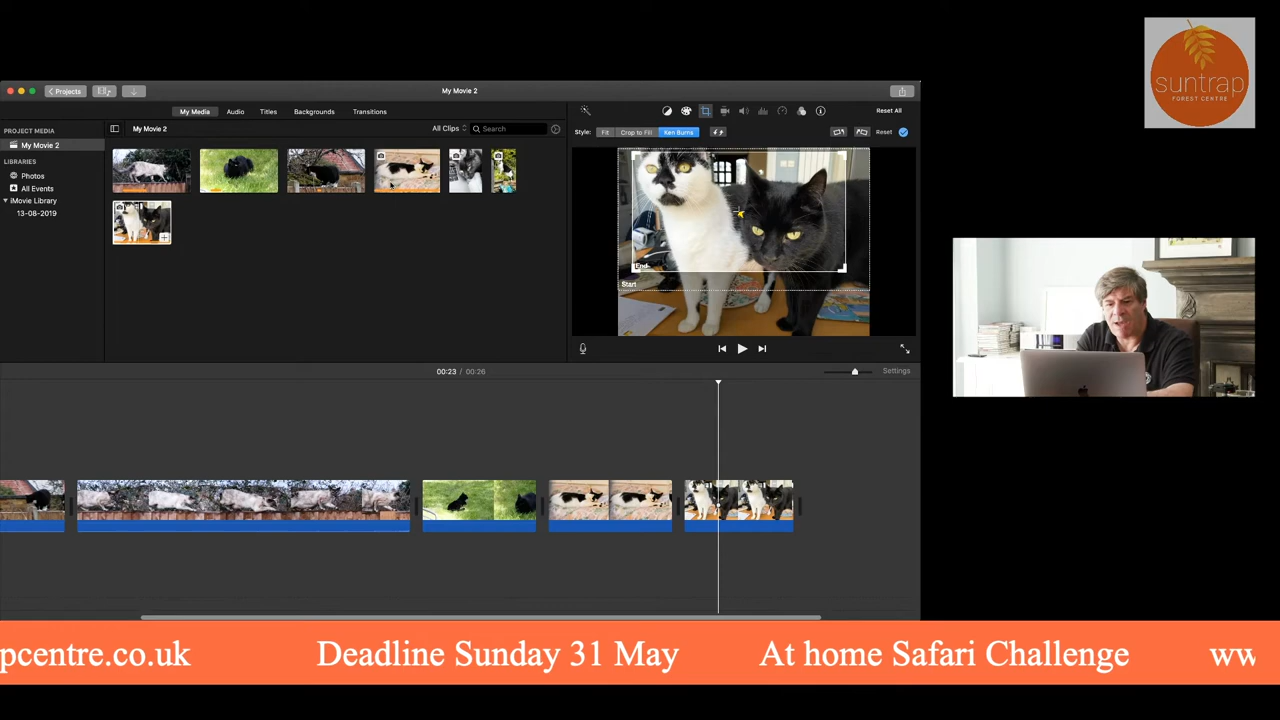 suntrap
FOREST CENTRE
Projects
My Movie 2
My Media
Audio
Titles
Backgrounds
Transitions
Reset All
PROJECT MEDIA
My Movie 2
LIBRARIES
Photos
All Events
iMovie Library
13-08-2019
My Movie 2
All Clips
Search
Style:
Fit
Crop to Fill
Ken Burns
Reset
End
Start
00:23 / 00:26
Settings
pcentre.co.uk
Deadline Sunday 31 May
At home Safari Challenge
ww